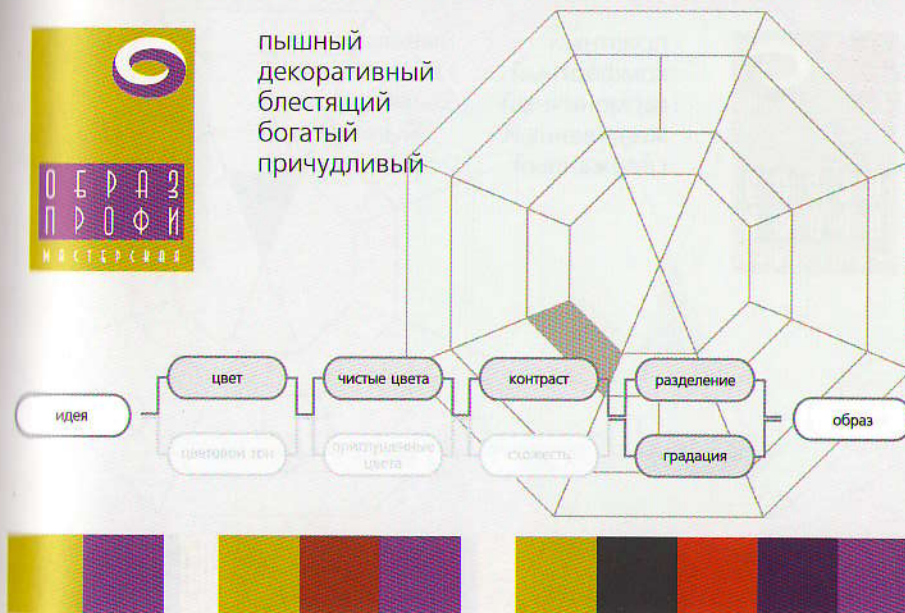 ОБРАЗ
ПРОФИ
МАСТЕРСКАЯ
пышный
декоративный
блестящий
богатый
причудливый
идея
цвет
чистые цвета
контраст
разделение
образ
цветовой тон
приглушенные
цвета
схожесть
градация